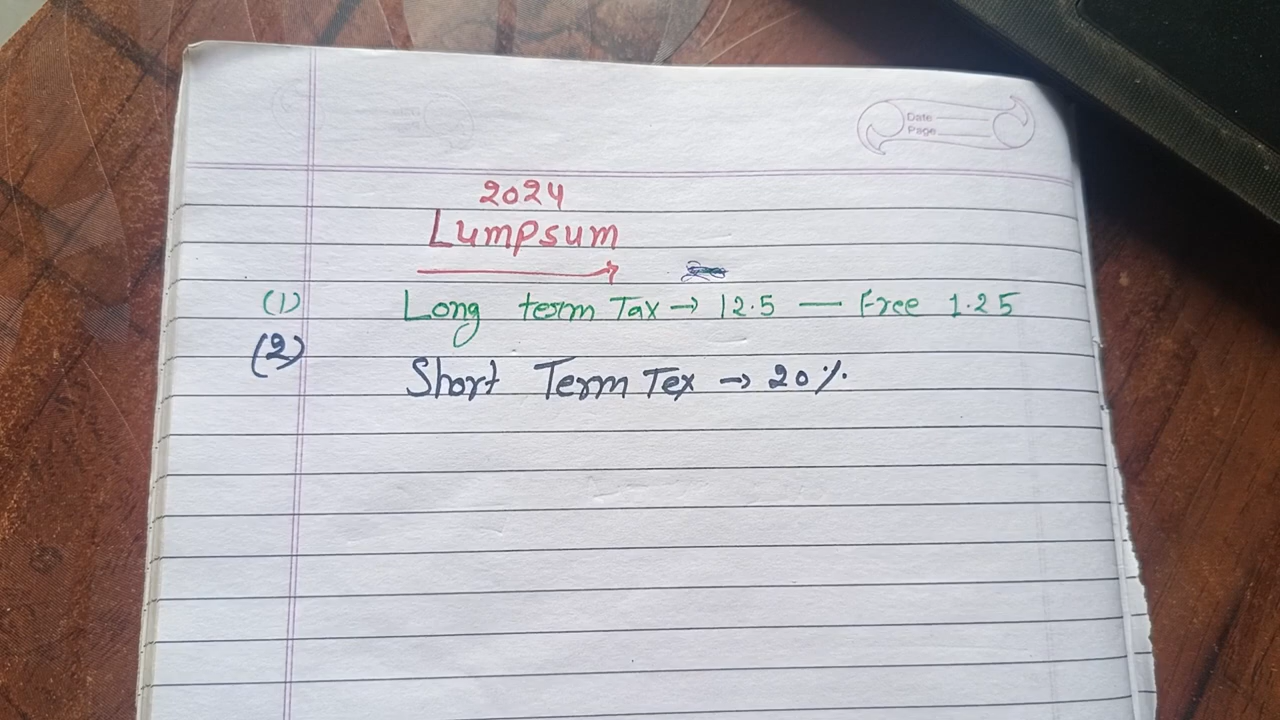 Date
Page
2024
Lumpsum
(1) Long term Tax → 12.5 — Free 1.25
(2) Short Term Tex → 20%